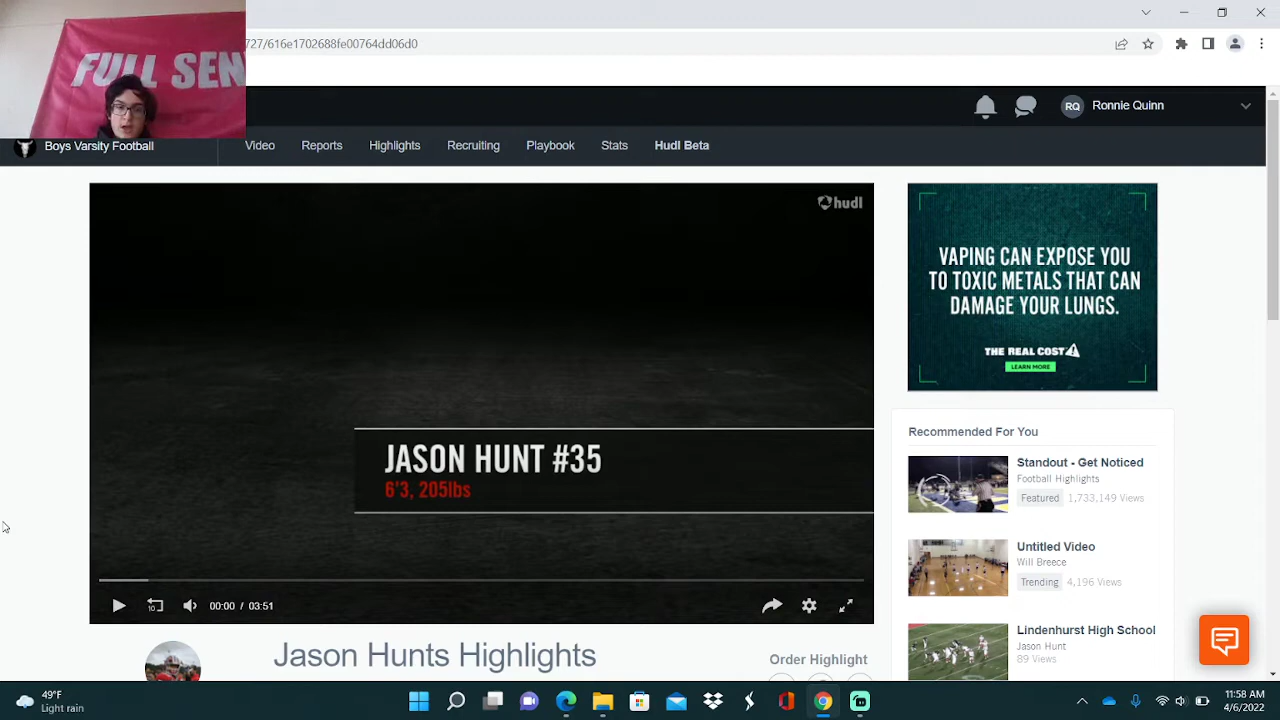 FULL SEN
727/616e1702688fe00764dd06d0
RQ
Ronnie Quinn
Boys Varsity Football
Video
Reports
Highlights
Recruiting
Playbook
Stats
Hudl Beta
hudl
JASON HUNT #35
6'3, 205lbs
10
00:00 / 03:51
Jason Hunts Highlights
Order Highlight
VAPING CAN EXPOSE YOU
TO TOXIC METALS THAT CAN
DAMAGE YOUR LUNGS.
THE REAL COST
LEARN MORE
Recommended For You
Standout - Get Noticed
Football Highlights
Featured 1,733,149 Views
Untitled Video
Will Breece
Trending 4,196 Views
Lindenhurst High School
Jason Hunt
89 Views
49°F
Light rain
11:58 AM
4/6/2022